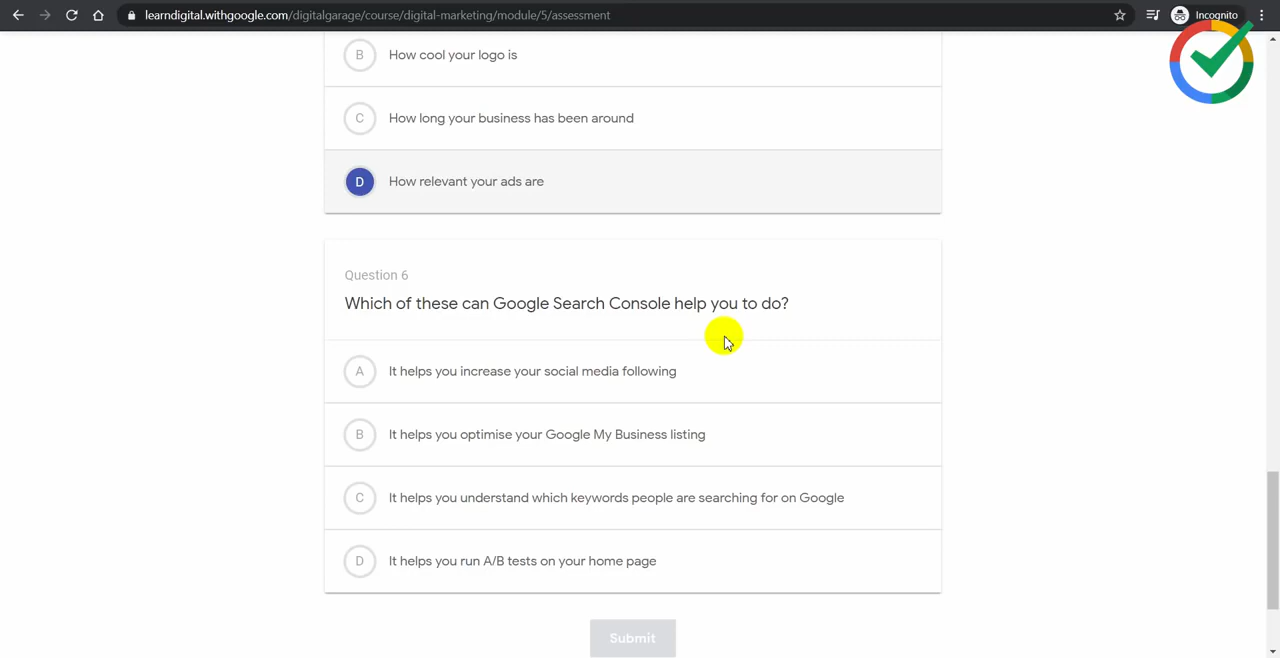 learndigital.withgoogle.com/digitalgarage/course/digital-marketing/module/5/assessment
Incognito
B How cool your logo is
C How long your business has been around
D How relevant your ads are
Question 6
Which of these can Google Search Console help you to do?
A It helps you increase your social media following
B It helps you optimise your Google My Business listing
C It helps you understand which keywords people are searching for on Google
D It helps you run A/B tests on your home page
Submit